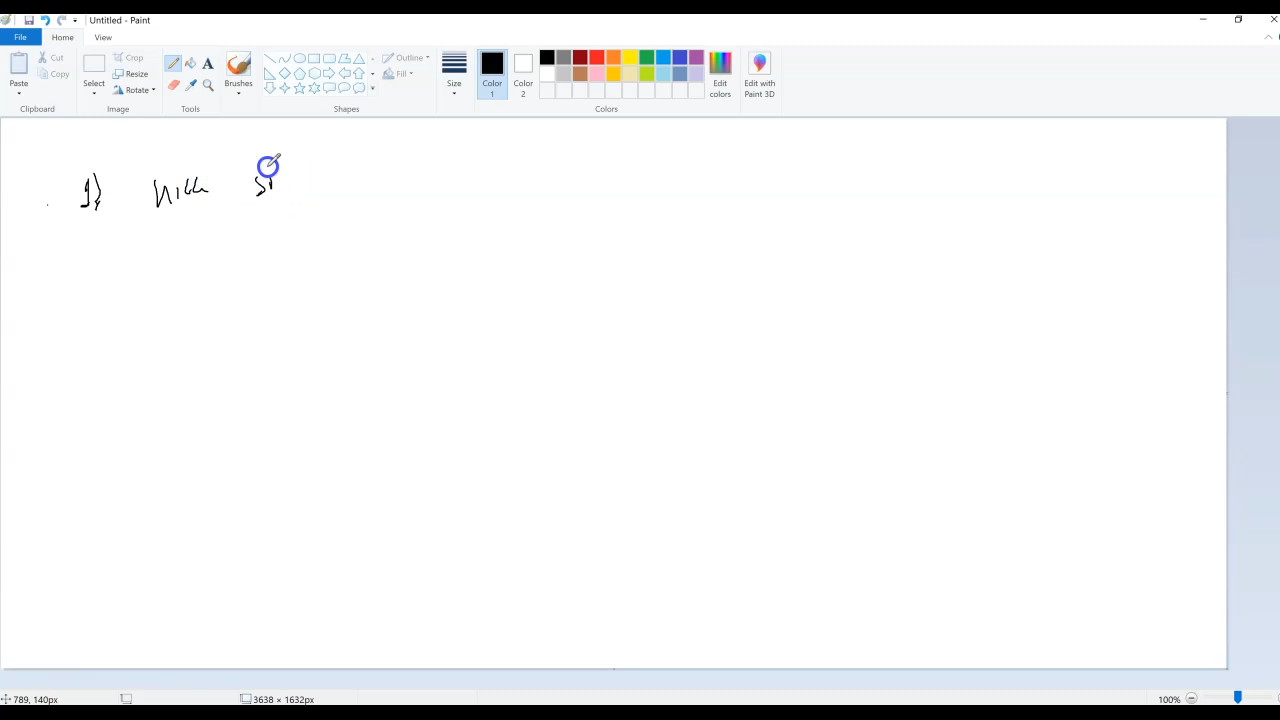 Untitled - Paint
File Home View
Cut
Copy
Paste
Clipboard
Crop
Resize
Rotate
Select
Image
Tools
Brushes
Shapes
Outline
Fill
Size
Color 1
Color 2
Colors
Edit colors
Edit with Paint 3D
789, 140px
3638 × 1632px
100%